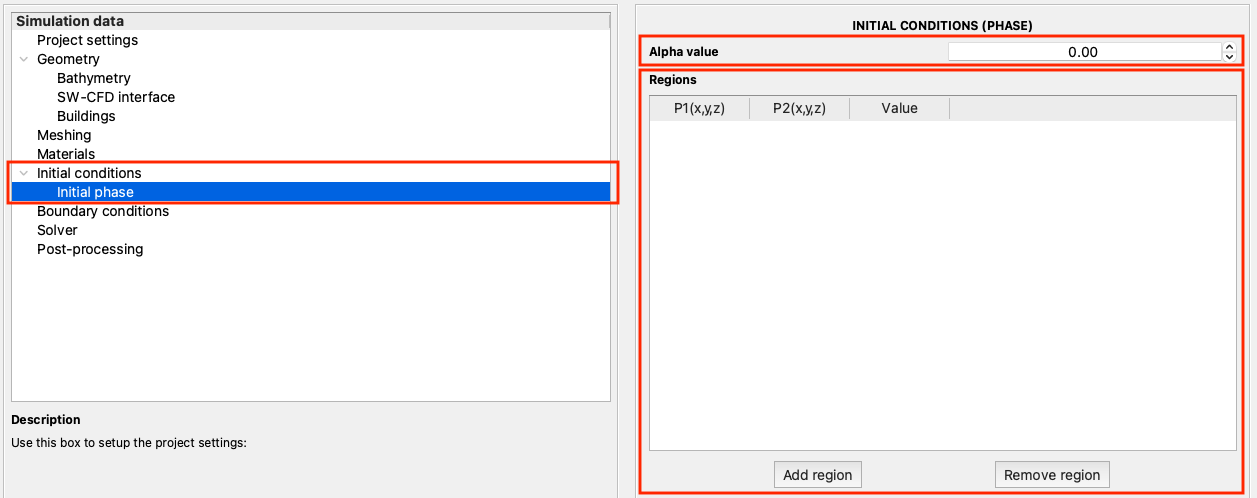 Simulation data
Project settings
Geometry
Bathymetry
SW-CFD interface
Buildings
Meshing
Materials
Initial conditions
Initial phase
Boundary conditions
Solver
Post-processing
Description
Use this box to setup the project settings:
INITIAL CONDITIONS (PHASE)
Alpha value 0.00
Regions
P1(x,y,z) P2(x,y,z) Value
Add region Remove region